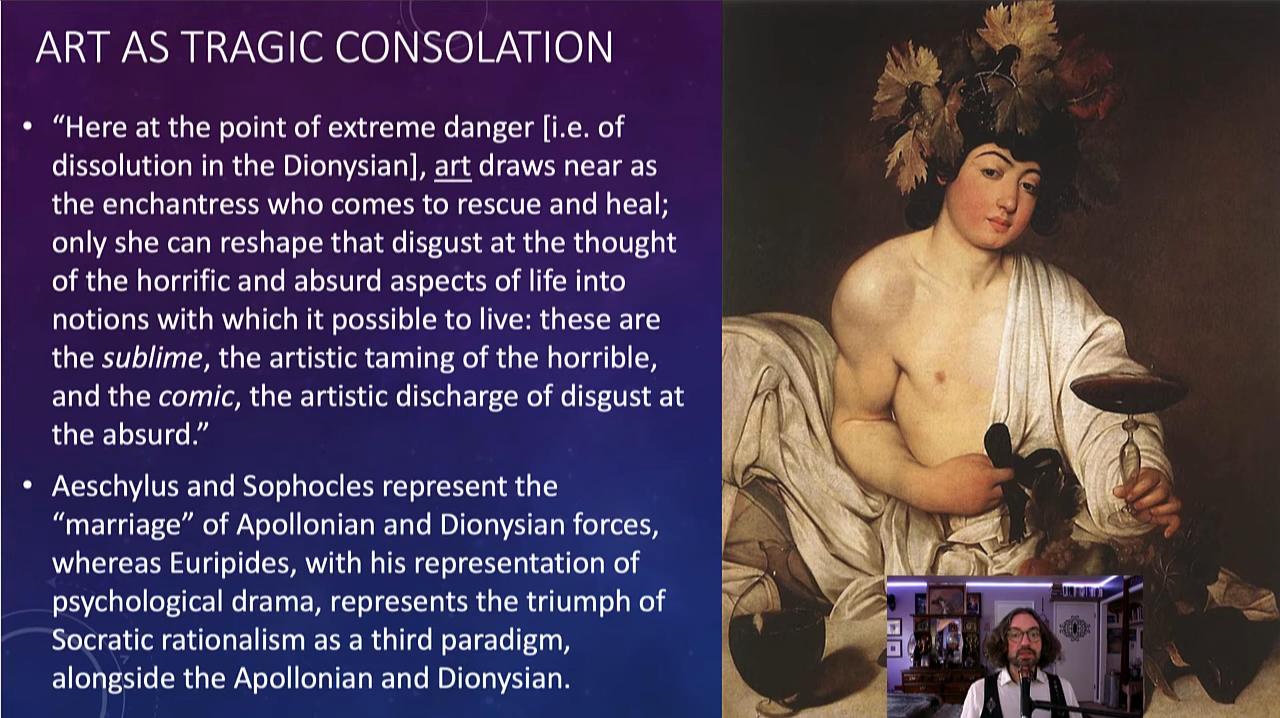 ART AS TRAGIC CONSOLATION
• “Here at the point of extreme danger [i.e. of
dissolution in the Dionysian], art draws near as
the enchantress who comes to rescue and heal;
only she can reshape that disgust at the thought
of the horrific and absurd aspects of life into
notions with which it possible to live: these are
the sublime, the artistic taming of the horrible,
and the comic, the artistic discharge of disgust at
the absurd.”
• Aeschylus and Sophocles represent the
“marriage” of Apollonian and Dionysian forces,
whereas Euripides, with his representation of
psychological drama, represents the triumph of
Socratic rationalism as a third paradigm,
alongside the Apollonian and Dionysian.